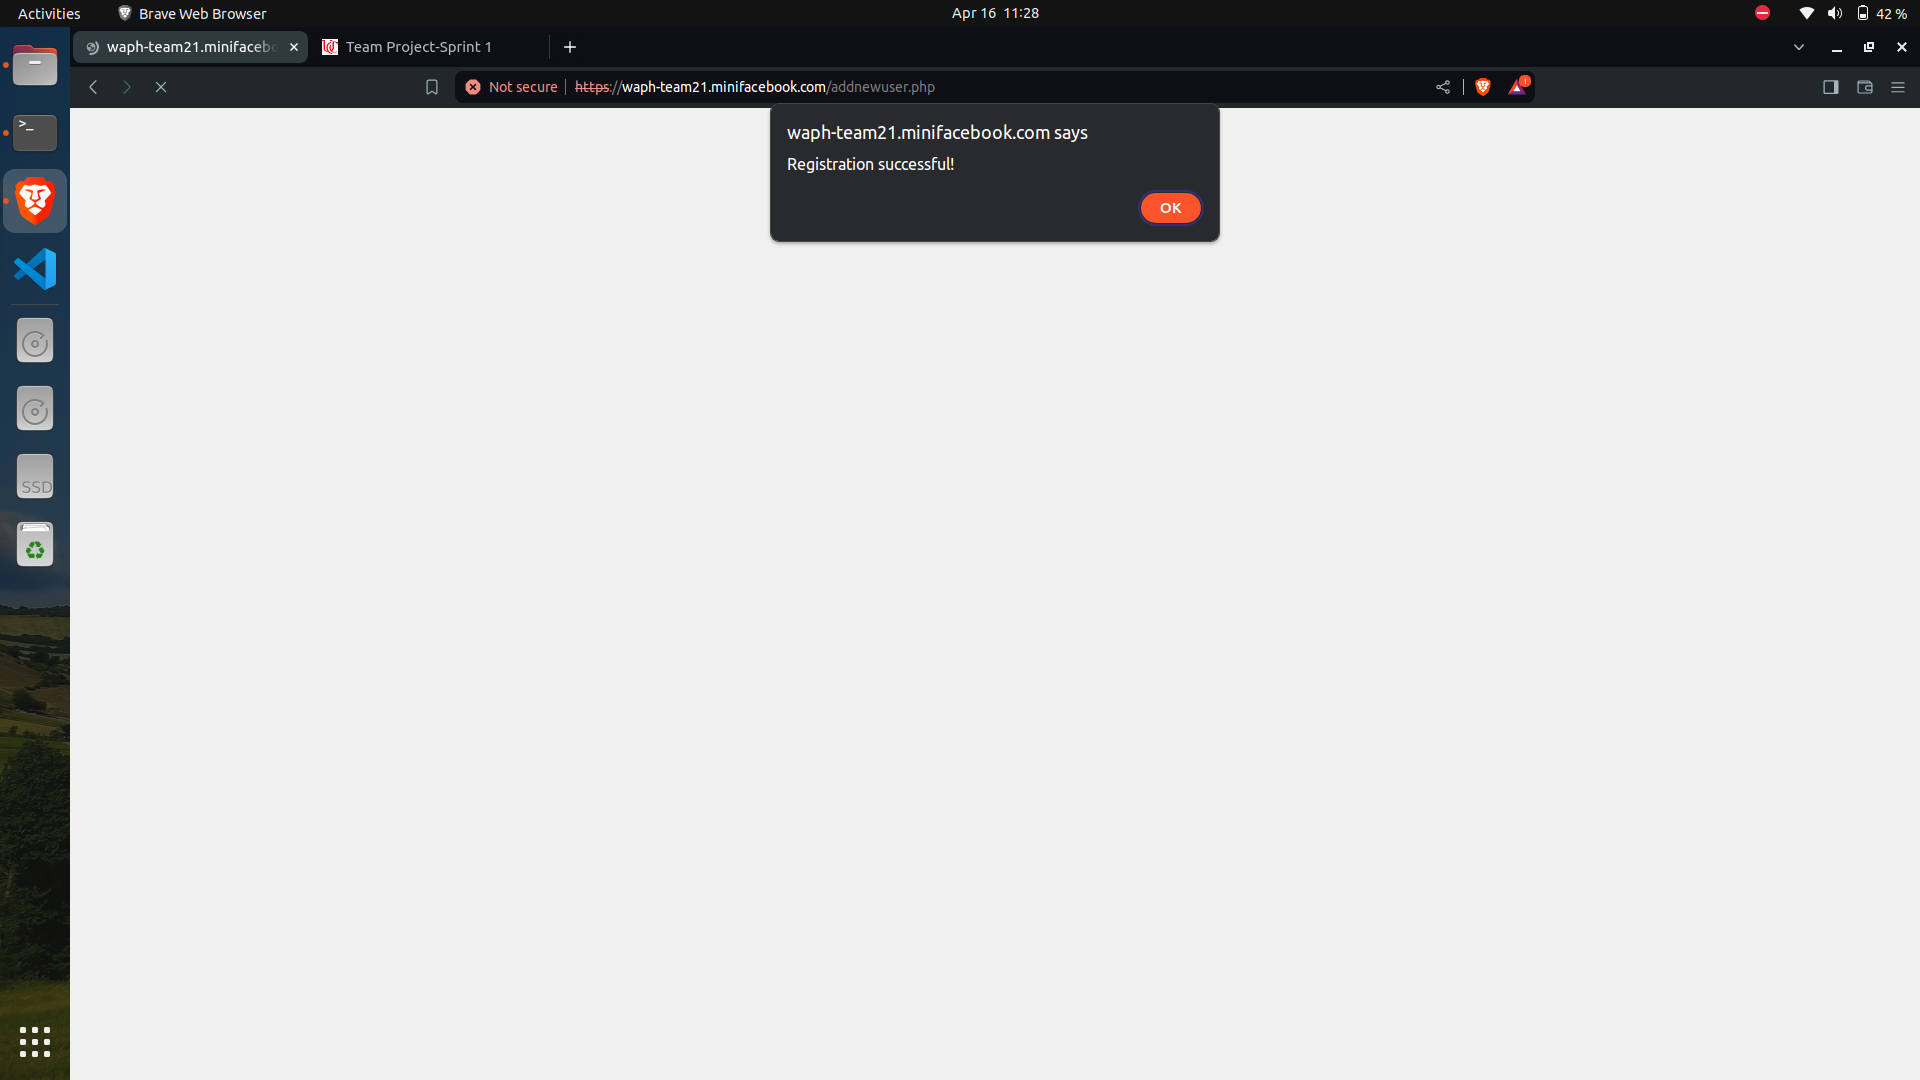 Activities
Brave Web Browser
Apr 16 11:28
42 %
waph-team21.minifaceb
Team Project-Sprint 1
Not secure
https://waph-team21.minifacebook.com/addnewuser.php
1
waph-team21.minifacebook.com says
Registration successful!
OK
>_
SSD